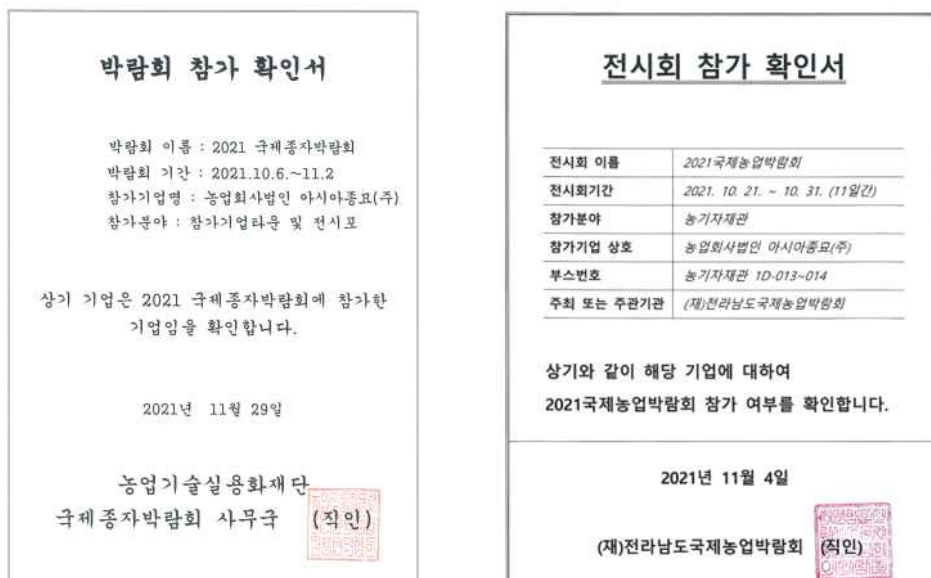 박람회 참가 확인서
박람회 이름 : 2021 국제종자박람회
박람회 기간 : 2021.10.6.~11.2
참가기업명 : 농업회사법인 아시아종묘(주)
참가분야 : 참가기업타운 및 전시포
상기 기업은 2021 국제종자박람회에 참가한
기업임을 확인합니다.
2021년 11월 29일
농업기술실용화재단
국제종자박람회 사무국 (직인)
전시회 참가 확인서
전시회 이름 2021국제농업박람회
전시회기간 2021. 10. 21. ~ 10. 31. (11일간)
참가분야 농기자재관
참가기업 상호 농업회사법인 아시아종묘(주)
부스번호 농기자재관 1D-013~014
주최 또는 주관기관 (재)전라남도국제농업박람회
상기와 같이 해당 기업에 대하여
2021국제농업박람회 참가 여부를 확인합니다.
2021년 11월 4일
(재)전라남도국제농업박람회 (직인)